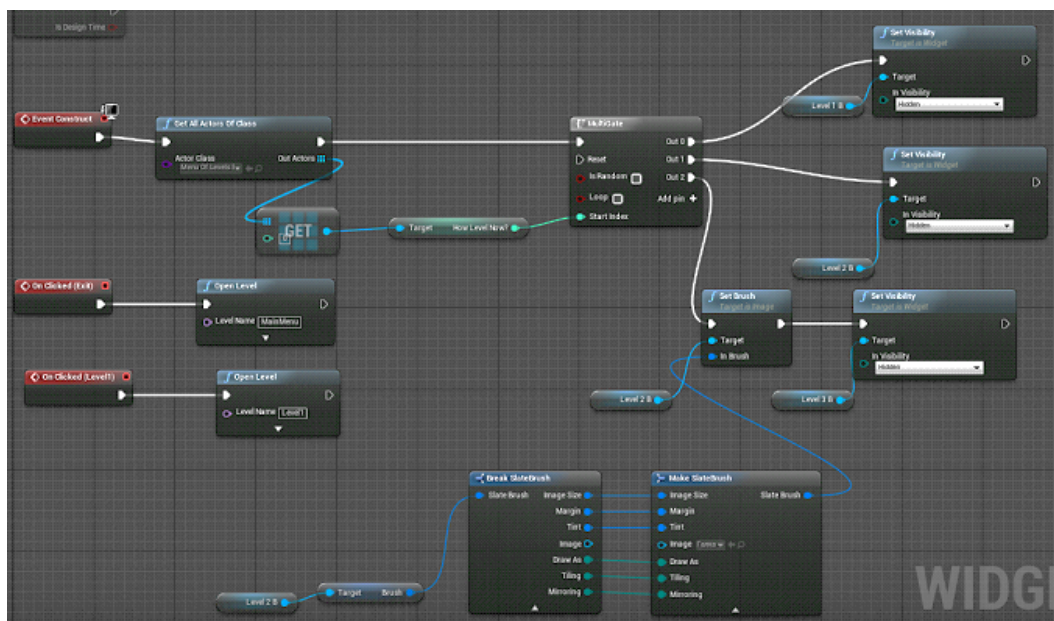 Is Design Time
Event Construct
Get All Actors Of Class
Actor Class
Menu Of Levels
Out Actors
GET
0
Target
How Level Now?
MultiGate
Out 0
Reset
Out 1
Is Random
Out 2
Loop
Add pin +
Start Index
Set Visibility
Target is Widget
Target
In Visibility
Hidden
Level 1 B
Set Visibility
Target is Widget
Target
In Visibility
Hidden
Level 2 B
On Clicked (Exit)
Open Level
Level Name
MainMenu
Set Brush
Target is Image
Target
In Brush
Set Visibility
Target is Widget
Target
In Visibility
Hidden
Level 2 B
Level 3 B
On Clicked (Level1)
Open Level
Level Name
Level1
Break SlateBrush
Slate Brush
Image Size
Margin
Tint
Image
Draw As
Tiling
Mirroring
Make SlateBrush
Image Size
Slate Brush
Margin
Tint
Image
Draw As
Tiling
Mirroring
Level 2 B
Target
Brush
WIDG